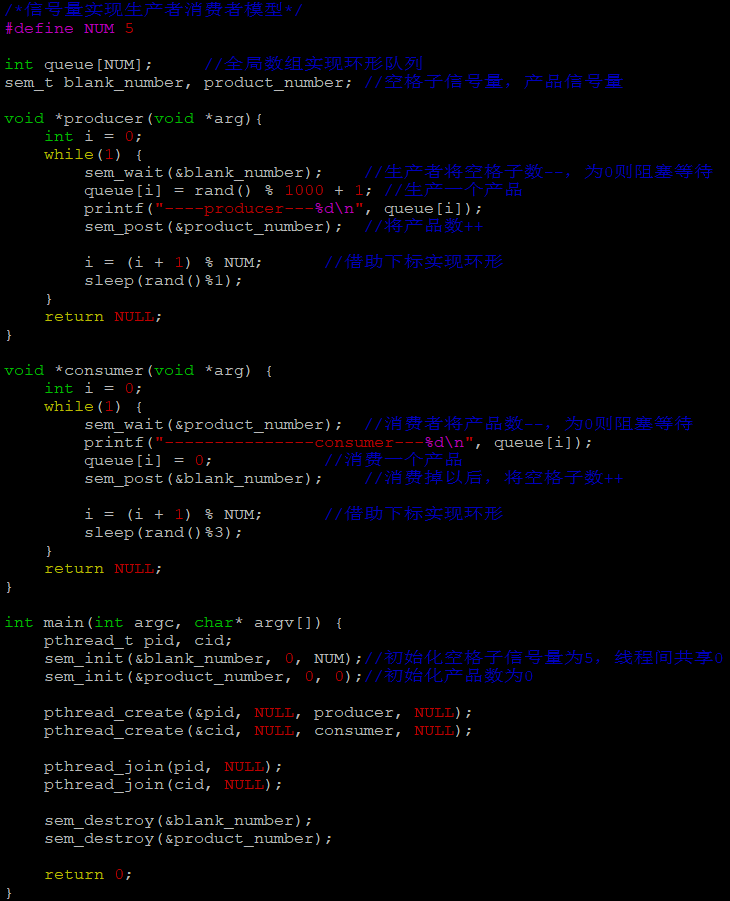 /*信号量实现生产者消费者模型*/
#define NUM 5
int queue[NUM];     //全局数组实现环形队列
sem_t blank_number, product_number; //空格子信号量, 产品信号量
void *producer(void *arg){
    int i = 0;
    while(1) {
        sem_wait(&blank_number);    //生产者将空格子数--, 为0则阻塞等待
        queue[i] = rand() % 1000 + 1; //生产一个产品
        printf("----producer---%d\n", queue[i]);
        sem_post(&product_number);  //将产品数++
        i = (i + 1) % NUM;      //借助下标实现环形
        sleep(rand()%1);
    }
    return NULL;
}
void *consumer(void *arg) {
    int i = 0;
    while(1) {
        sem_wait(&product_number);  //消费者将产品数--, 为0则阻塞等待
        printf("---------------consumer---%d\n", queue[i]);
        queue[i] = 0;           //消费一个产品
        sem_post(&blank_number);    //消费掉以后, 将空格子数++
        i = (i + 1) % NUM;      //借助下标实现环形
        sleep(rand()%3);
    }
    return NULL;
}
int main(int argc, char* argv[]) {
    pthread_t pid, cid;
    sem_init(&blank_number, 0, NUM);//初始化空格子信号量为5, 线程间共享0
    sem_init(&product_number, 0, 0);//初始化产品数为0
    pthread_create(&pid, NULL, producer, NULL);
    pthread_create(&cid, NULL, consumer, NULL);
    pthread_join(pid, NULL);
    pthread_join(cid, NULL);
    sem_destroy(&blank_number);
    sem_destroy(&product_number);
    return 0;
}